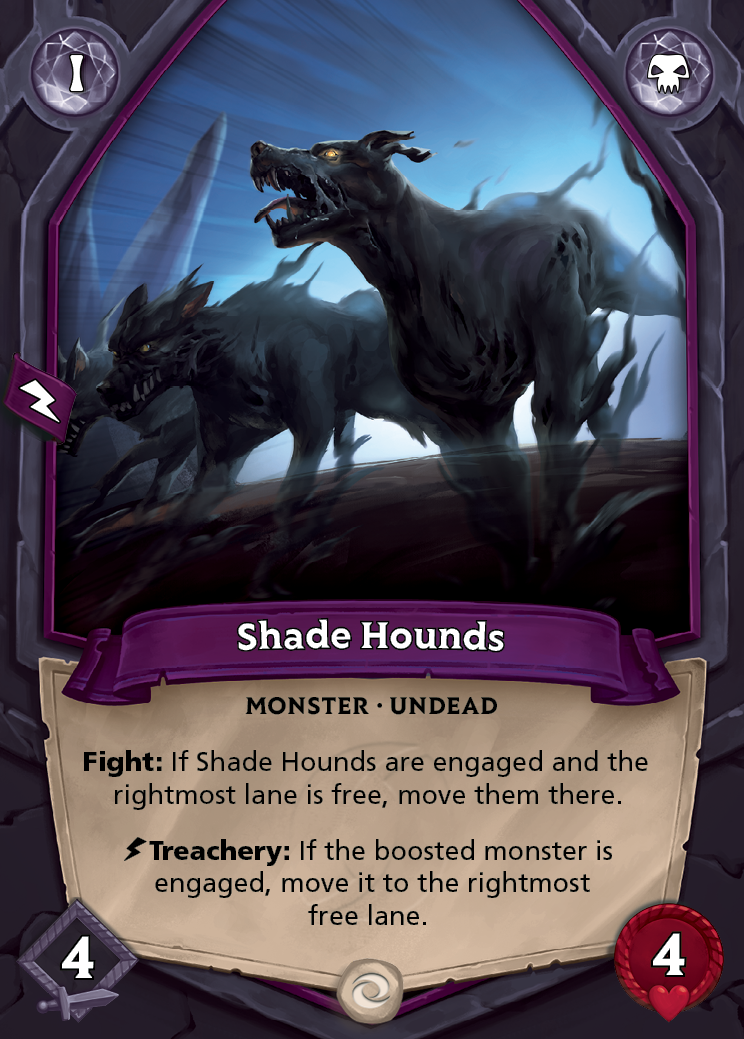 I
Shade Hounds
MONSTER · UNDEAD
Fight: If Shade Hounds are engaged and the
rightmost lane is free, move them there.
Treachery: If the boosted monster is
engaged, move it to the rightmost
free lane.
4
4